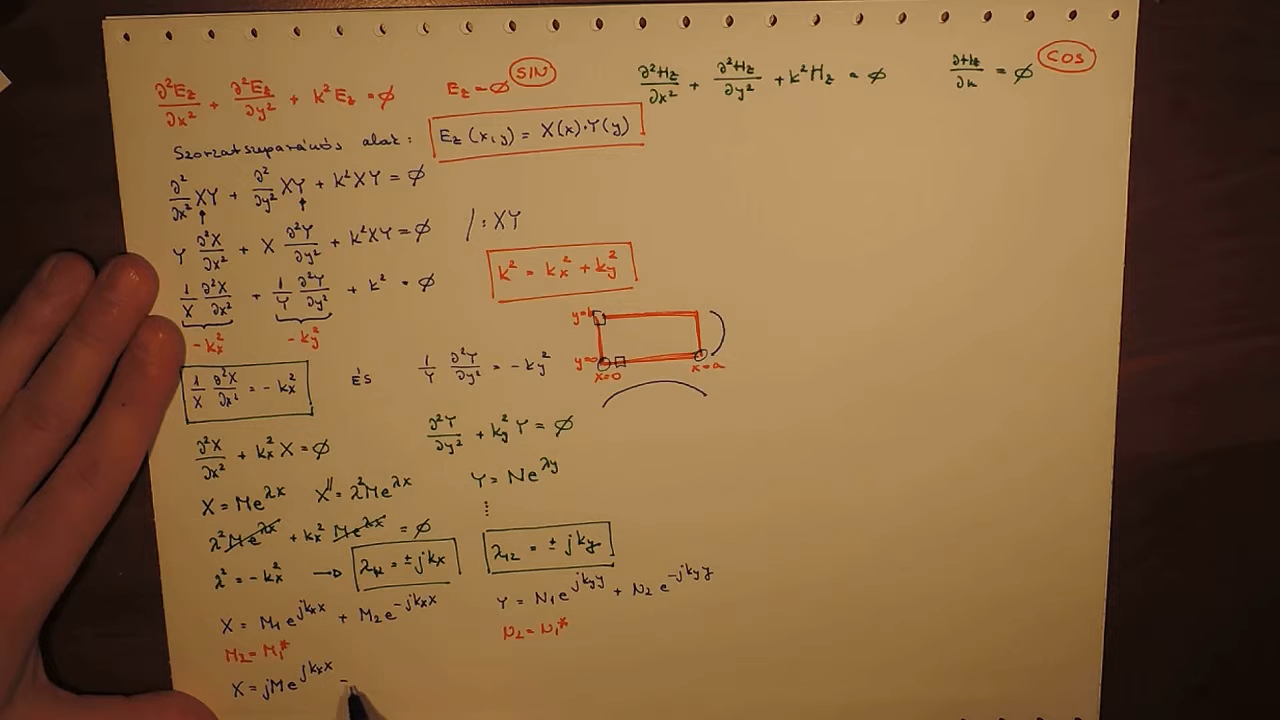 ∂²Ez/∂x² + ∂²Ez/∂y² + k²Ez = ∅   Ez = ∅   SIN   ∂²Hz/∂x² + ∂²Hz/∂y² + k²Hz = ∅   ∂Hz/∂n = ∅   COS
Szorzatszeparációs alak: Ez(x,y) = X(x)·Y(y)
∂²/∂x² XY + ∂²/∂y² XY + k²XY = ∅
Y ∂²X/∂x² + X ∂²Y/∂y² + k²XY = ∅   /: XY
1/X ∂²X/∂x² + 1/Y ∂²Y/∂y² + k² = ∅   k² = kx² + ky²
-kx²   -ky²
y=b
y=0
x=0   x=a
1/X ∂²X/∂x² = -kx²   ÉS   1/Y ∂²Y/∂y² = -ky²
∂²X/∂x² + kx² X = ∅   ∂²Y/∂y² + ky² Y = ∅
X = Me^λx   X'' = λ²Me^λx   Y = Ne^λy
λ²Me^λx + kx² Me^λx = ∅   ⋮
λ² = -kx² → λ12 = ±jkx   λ12 = ±jky
X = M1e^jkxx + M2e^-jkxx   Y = N1e^jkyy + N2e^-jkyy
M2 = M1*   N2 = N1*
X = jMe^jkxx -